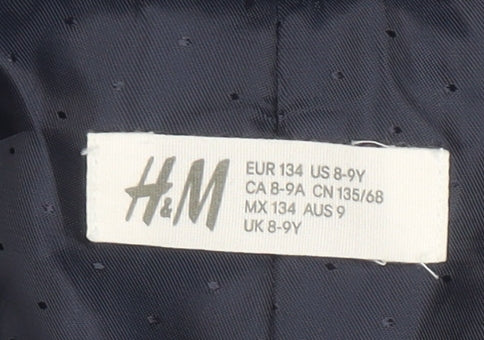 H&M
EUR 134 US 8-9Y
CA 8-9A CN 135/68
MX 134 AUS 9
UK 8-9Y